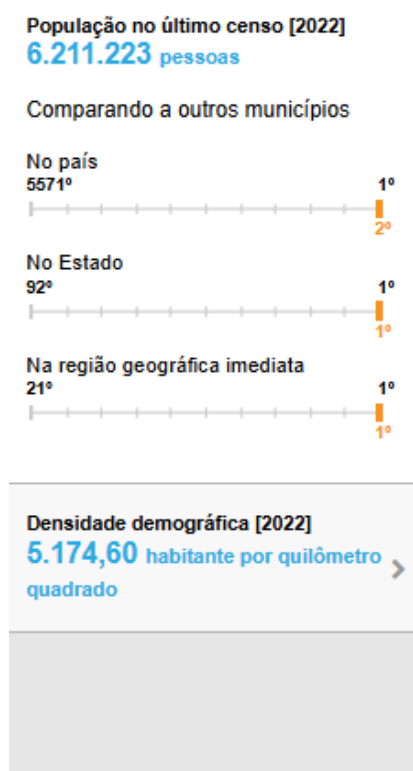 População no último censo [2022]
6.211.223 pessoas
Comparando a outros municípios
No país
5571º 1º
2º
No Estado
92º 1º
1º
Na região geográfica imediata
21º 1º
1º
Densidade demográfica [2022]
5.174,60 habitante por quilômetro
quadrado